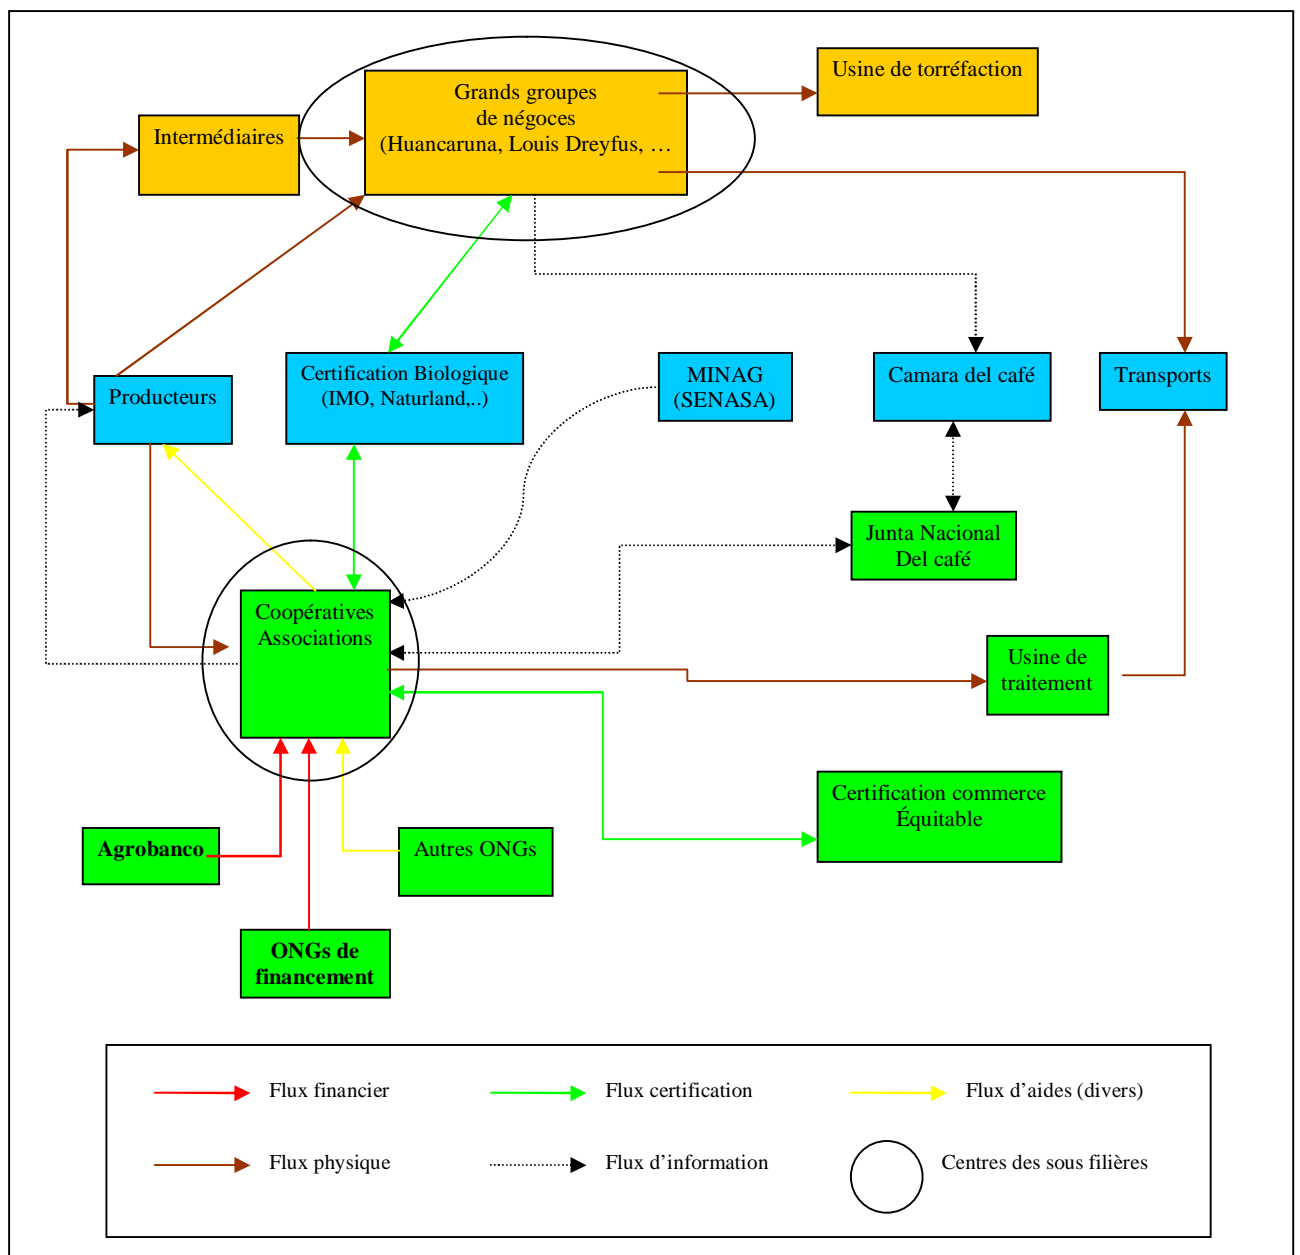 Usine de torréfaction
Grands groupes
de négoces
(Huancaruna, Louis Dreyfus, …
Intermédiaires
Producteurs
Certification Biologique
(IMO, Naturland,..)
MINAG
(SENASA)
Camara del café
Transports
Junta Nacional
Del café
Coopératives
Associations
Usine de
traitement
Certification commerce
Équitable
Agrobanco
Autres ONGs
ONGs de
financement
Flux financier
Flux certification
Flux d'aides (divers)
Flux physique
Flux d'information
Centres des sous filières